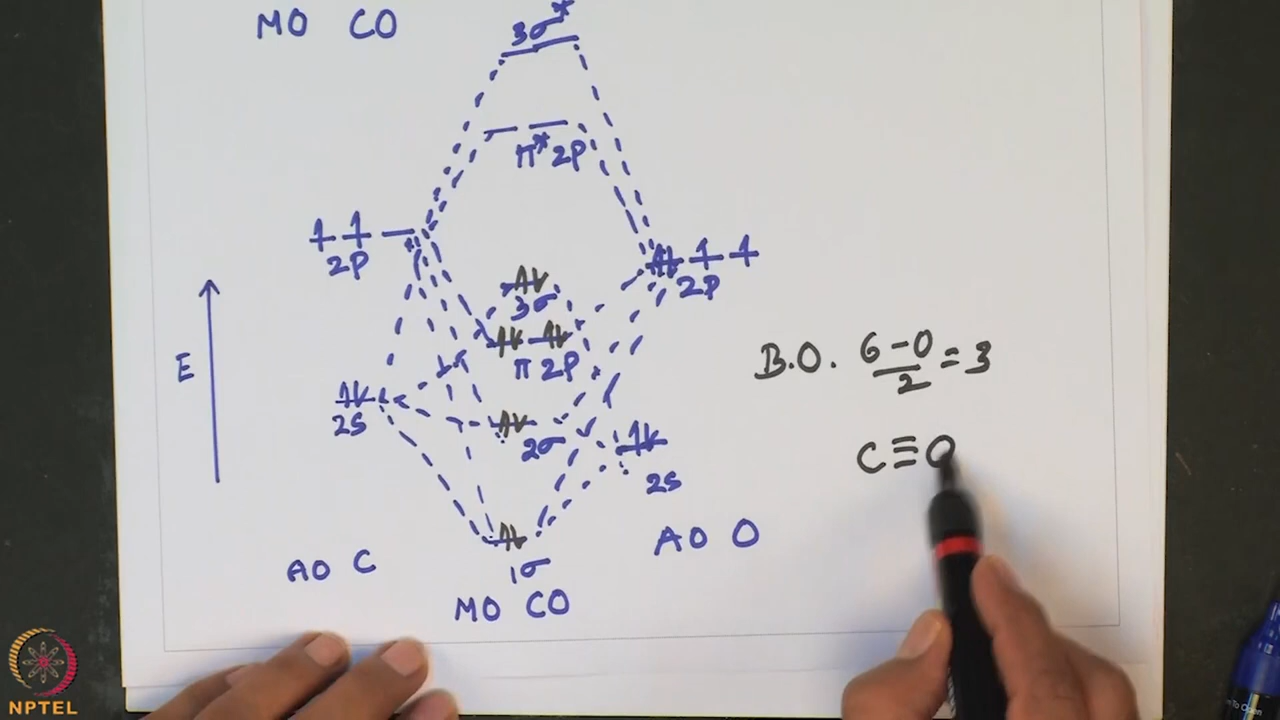 MO CO
3σ*
π* 2P
2P
3σ
2P
π 2P
E
B.O. 6-0/2 = 3
2S
2σ
2S
C≡O
AO C
1σ
AO O
MO CO
NPTEL